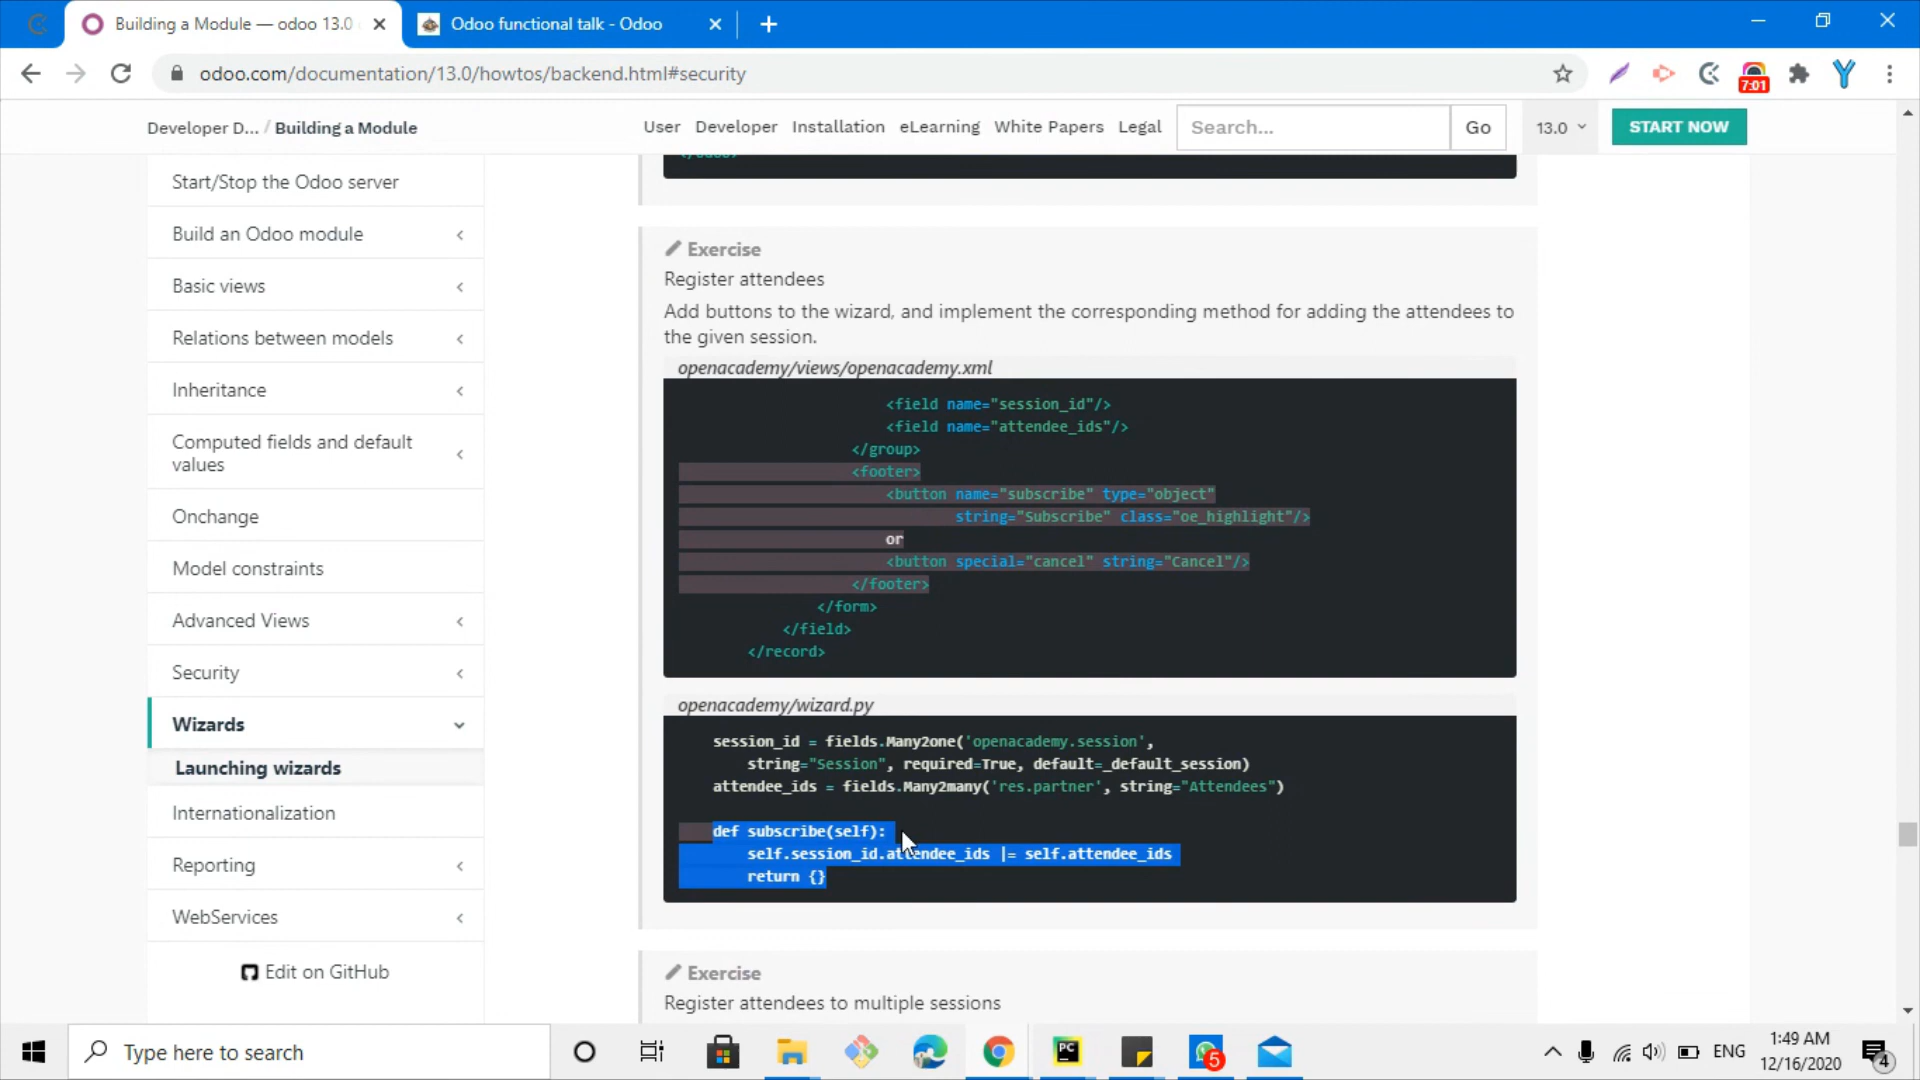 Building a Module — odoo 13.0
Odoo functional talk - Odoo
odoo.com/documentation/13.0/howtos/backend.html#security
7:01
Developer D... / Building a Module
User Developer Installation eLearning White Papers Legal
Search...
Go
13.0
START NOW
Start/Stop the Odoo server
Build an Odoo module
Basic views
Relations between models
Inheritance
Computed fields and default
values
Onchange
Model constraints
Advanced Views
Security
Wizards
Launching wizards
Internationalization
Reporting
WebServices
Edit on GitHub
Exercise
Register attendees
Add buttons to the wizard, and implement the corresponding method for adding the attendees to
the given session.
openacademy/views/openacademy.xml
<field name="session_id"/>
<field name="attendee_ids"/>
</group>
<footer>
<button name="subscribe" type="object"
string="Subscribe" class="oe_highlight"/>
or
<button special="cancel" string="Cancel"/>
</footer>
</form>
</field>
</record>
openacademy/wizard.py
session_id = fields.Many2one('openacademy.session',
string="Session", required=True, default=_default_session)
attendee_ids = fields.Many2many('res.partner', string="Attendees")
def subscribe(self):
self.session_id.attendee_ids |= self.attendee_ids
return {}
Exercise
Register attendees to multiple sessions
Type here to search
PC
5
ENG
1:49 AM
12/16/2020
4